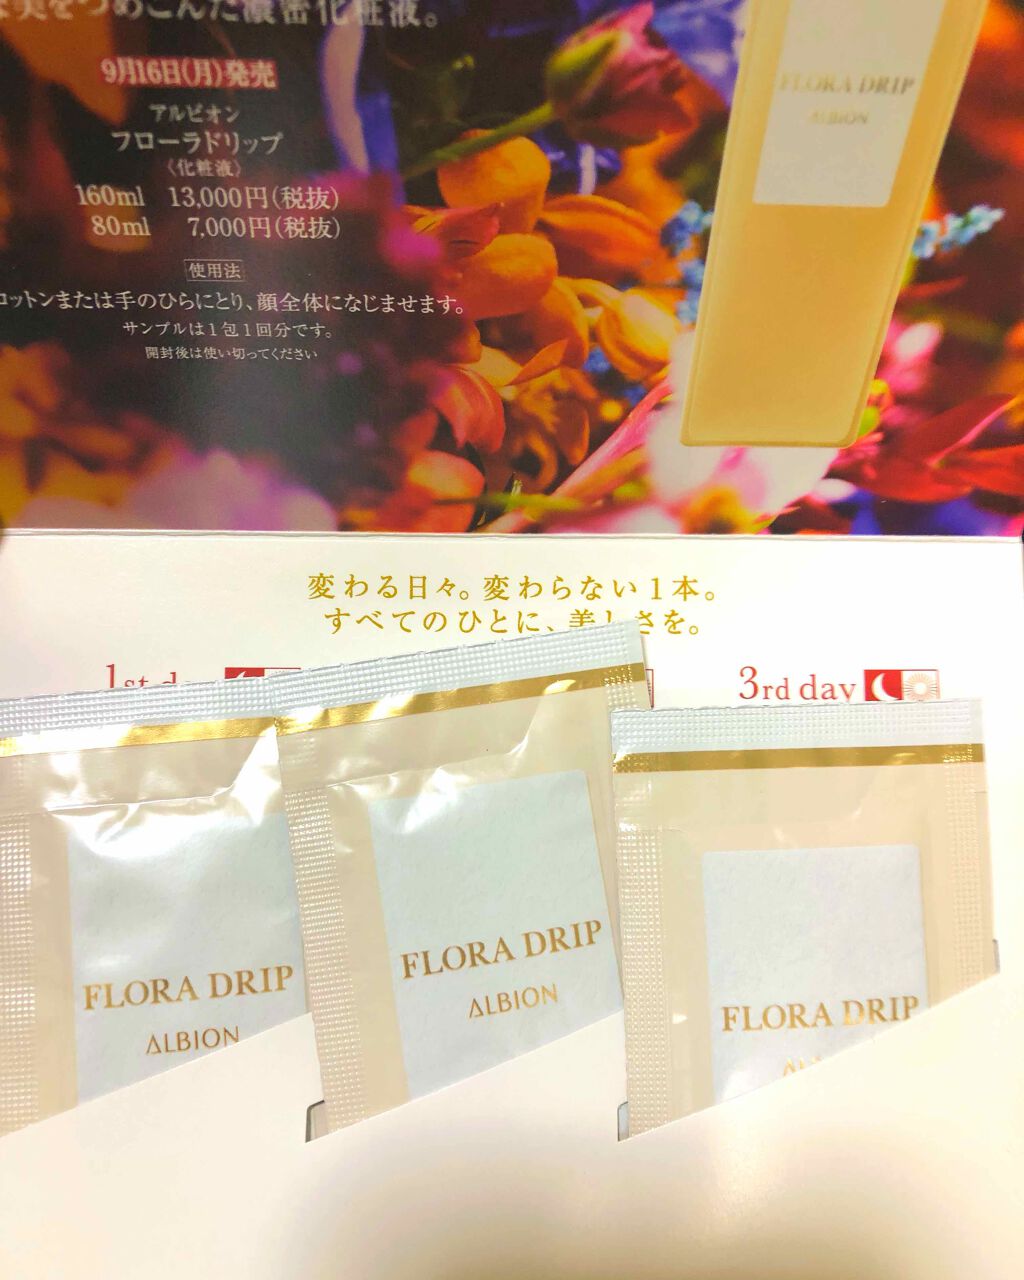 美をつめこんだ濃密化粧液。
9月16日(月)発売
アルビオン
フローラドリップ
〈化粧液〉
160ml 13,000円(税抜)
80ml 7,000円(税抜)
使用法
コットンまたは手のひらにとり、顔全体になじませます。
サンプルは1包1回分です。
開封後は使い切ってください
FLORA DRIP
ALBION
変わる日々。変わらない1本。
すべてのひとに、美しさを。
1st day
3rd day
FLORA DRIP
ALBION
FLORA DRIP
ALBION
FLORA DRIP